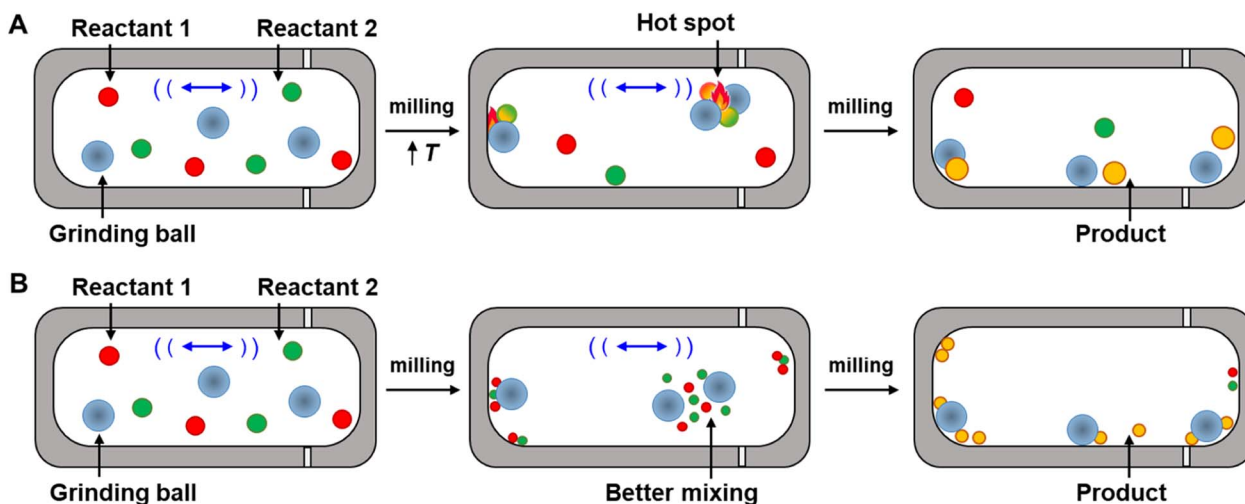 A
Reactant 1
Reactant 2
Grinding ball
milling
↑ T
Hot spot
milling
Product
B
Reactant 1
Reactant 2
Grinding ball
milling
Better mixing
milling
Product